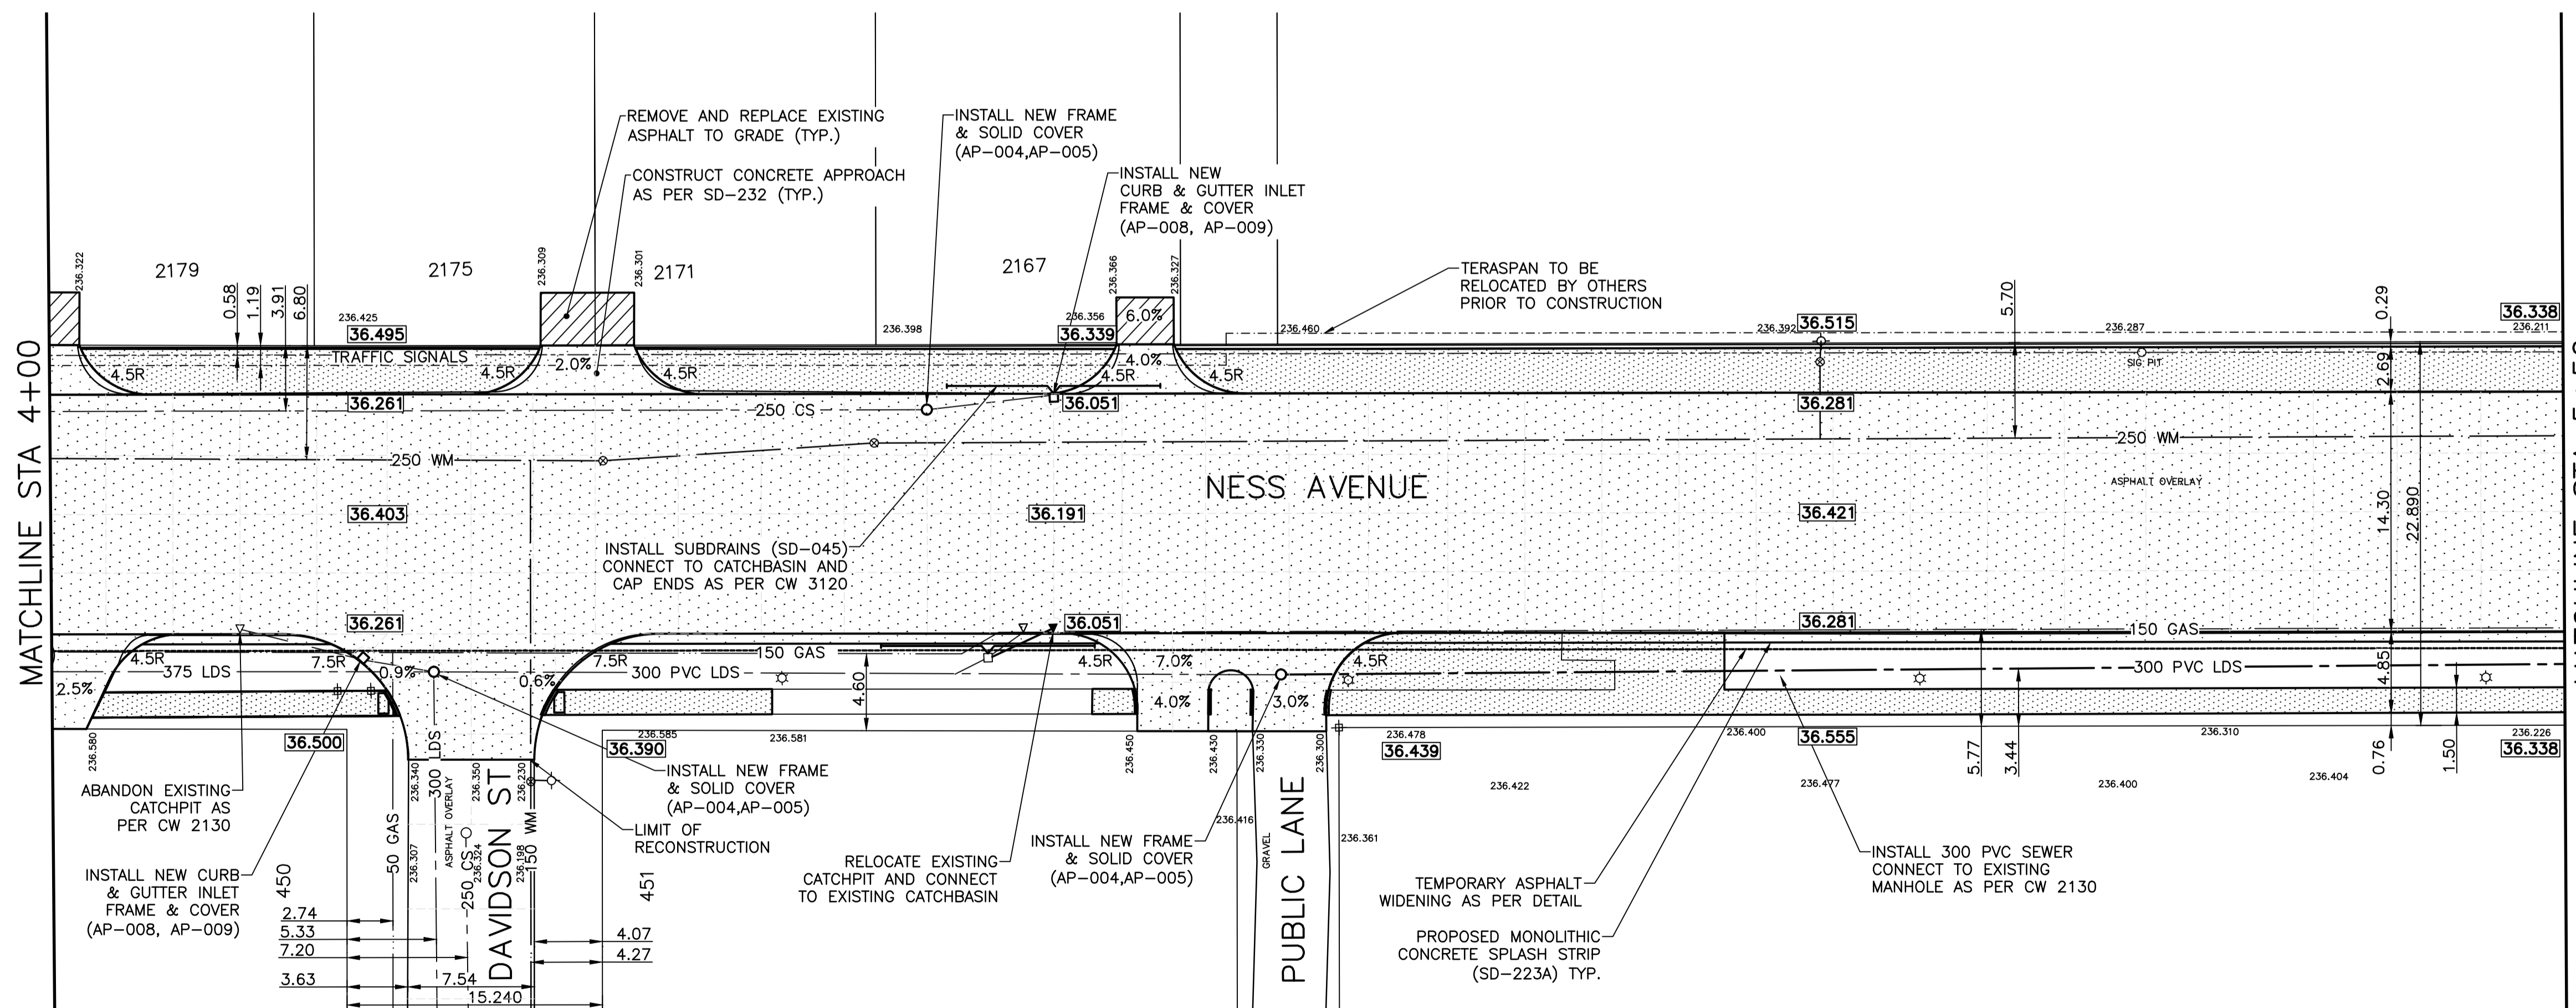 MATCHLINE STA 4+00
REMOVE AND REPLACE EXISTING
ASPHALT TO GRADE (TYP.)
CONSTRUCT CONCRETE APPROACH
AS PER SD-232 (TYP.)
INSTALL NEW FRAME
& SOLID COVER
(AP-004,AP-005)
INSTALL NEW
CURB & GUTTER INLET
FRAME & COVER
(AP-008, AP-009)
TERASPAN TO BE
RELOCATED BY OTHERS
PRIOR TO CONSTRUCTION
236.322
2179
2175
236.309
236.301
2171
2167
236.366
236.327
0.58
1.19
3.91
6.80
5.70
0.29
236.425
36.495
236.398
236.356
36.339
6.0%
236.460
236.392
36.515
236.287
36.338
236.211
TRAFFIC SIGNALS
4.5R
4.5R
2.0%
4.5R
4.5R
4.0%
4.5R
SIG PIT
2.69
36.261
250 CS
36.051
36.281
250 WM
250 WM
NESS AVENUE
ASPHALT OVERLAY
36.403
36.191
36.421
14.30
22.890
INSTALL SUBDRAINS (SD-045)
CONNECT TO CATCHBASIN AND
CAP ENDS AS PER CW 3120
36.261
36.051
36.281
150 GAS
4.5R
7.5R
375 LDS
0.9%
2.5%
0.6%
7.5R
150 GAS
300 PVC LDS
4.60
4.5R
7.0%
4.0%
3.0%
4.5R
300 PVC LDS
4.85
236.580
36.500
36.390
236.585
236.581
236.450
236.430
236.330
236.300
236.478
36.439
236.400
36.555
236.310
236.226
36.338
5.77
3.44
0.76
1.50
236.422
236.477
236.400
236.404
ABANDON EXISTING
CATCHPIT AS
PER CW 2130
INSTALL NEW CURB
& GUTTER INLET
FRAME & COVER
(AP-008, AP-009)
236.340
300 LDS
236.350
236.230
INSTALL NEW FRAME
& SOLID COVER
(AP-004,AP-005)
LIMIT OF
RECONSTRUCTION
50 GAS
236.307
ASPHALT OVERLAY
250 CS
236.324
236.198
150 WM
DAVIDSON ST
450
451
RELOCATE EXISTING
CATCHPIT AND CONNECT
TO EXISTING CATCHBASIN
INSTALL NEW FRAME
& SOLID COVER
(AP-004,AP-005)
236.416
GRAVEL
PUBLIC LANE
236.361
TEMPORARY ASPHALT
WIDENING AS PER DETAIL
PROPOSED MONOLITHIC
CONCRETE SPLASH STRIP
(SD-223A) TYP.
INSTALL 300 PVC SEWER
CONNECT TO EXISTING
MANHOLE AS PER CW 2130
2.74
5.33
7.20
3.63
7.54
15.240
4.07
4.27